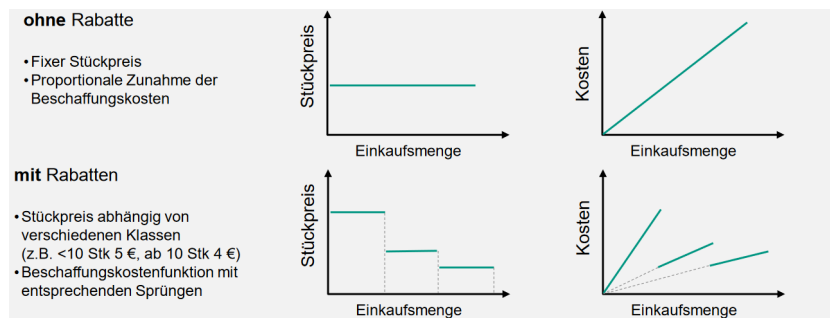 ohne Rabatte
• Fixer Stückpreis
• Proportionale Zunahme der
Beschaffungskosten
Stückpreis
Einkaufsmenge
Kosten
Einkaufsmenge
mit Rabatten
• Stückpreis abhängig von
verschiedenen Klassen
(z.B. <10 Stk 5 €, ab 10 Stk 4 €)
• Beschaffungskostenfunktion mit
entsprechenden Sprüngen
Stückpreis
Einkaufsmenge
Kosten
Einkaufsmenge